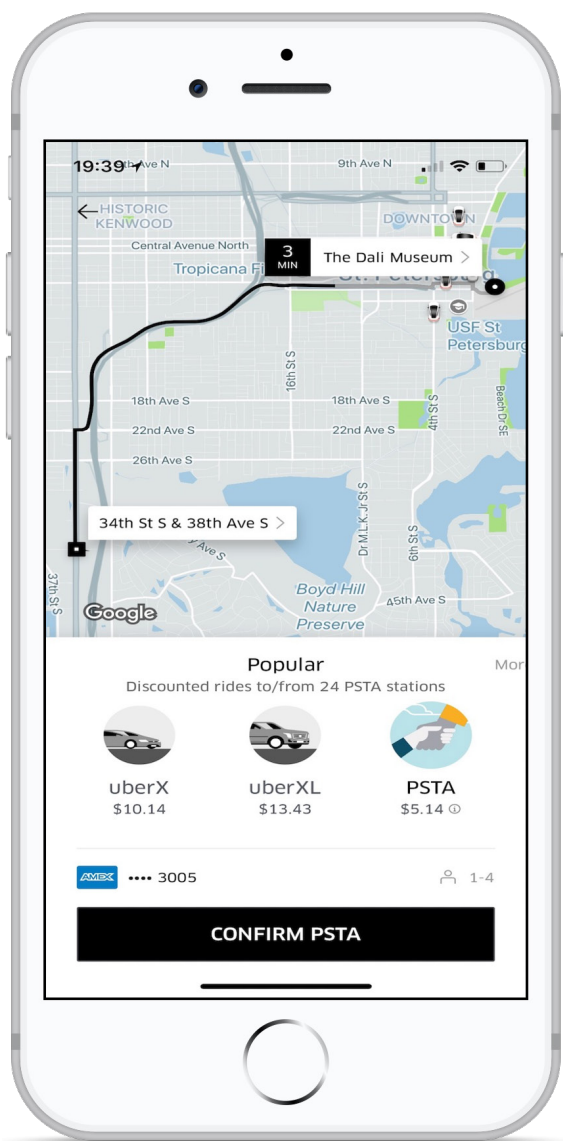 19:39
th Ave N
9th Ave N
HISTORIC
KENWOOD
DOWNTOWN
Central Avenue North
3
MIN
The Dali Museum >
Tropicana Fi
St. Petersburg
USF St
Petersburg
16th St S
18th Ave S
18th Ave S
4th St S
Beach Dr SE
22nd Ave S
22nd Ave S
26th Ave S
34th St S & 38th Ave S >
Ave S
Dr M.L.K. Jr St S
6th St S
37th St S
Boyd Hill
Nature
Preserve
45th Ave S
Google
Popular
Mor
Discounted rides to/from 24 PSTA stations
uberX
uberXL
PSTA
$10.14
$13.43
$5.14
AMEX •••• 3005
1-4
CONFIRM PSTA